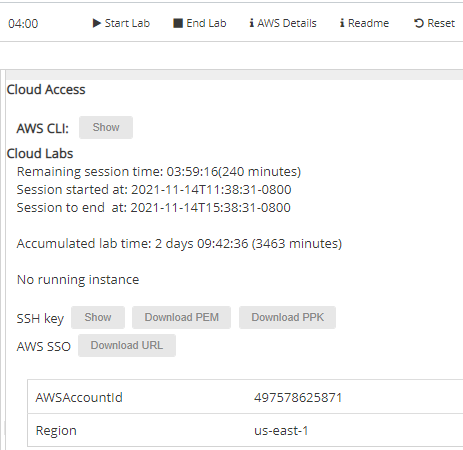 04:00 Start Lab End Lab AWS Details Readme Reset
Cloud Access
AWS CLI: Show
Cloud Labs
Remaining session time: 03:59:16(240 minutes)
Session started at: 2021-11-14T11:38:31-0800
Session to end at: 2021-11-14T15:38:31-0800
Accumulated lab time: 2 days 09:42:36 (3463 minutes)
No running instance
SSH key Show Download PEM Download PPK
AWS SSO Download URL
AWSAccountId 497578625871
Region us-east-1